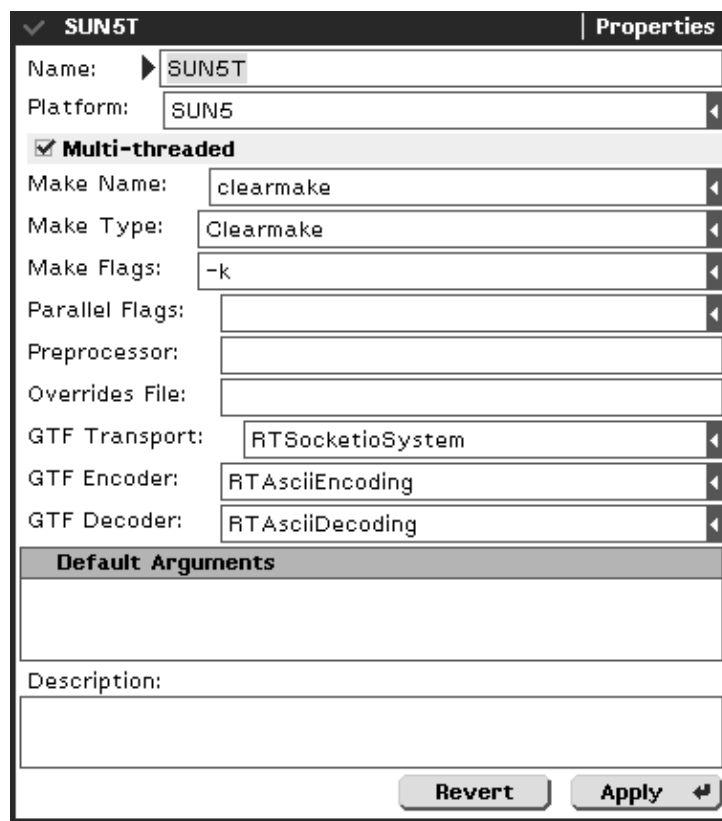 SUN5T Properties
Name: SUN5T
Platform: SUN5
Multi-threaded
Make Name: clearmake
Make Type: Clearmake
Make Flags: -k
Parallel Flags:
Preprocessor:
Overrides File:
GTF Transport: RTSocketioSystem
GTF Encoder: RTAsciiEncoding
GTF Decoder: RTAsciiDecoding
Default Arguments
Description:
Revert Apply